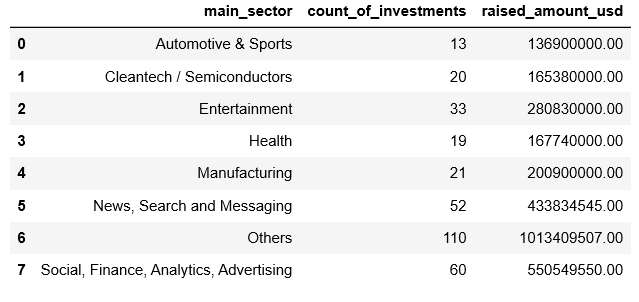 main_sector count_of_investments raised_amount_usd
0 Automotive & Sports 13 136900000.00
1 Cleantech / Semiconductors 20 165380000.00
2 Entertainment 33 280830000.00
3 Health 19 167740000.00
4 Manufacturing 21 200900000.00
5 News, Search and Messaging 52 433834545.00
6 Others 110 1013409507.00
7 Social, Finance, Analytics, Advertising 60 550549550.00